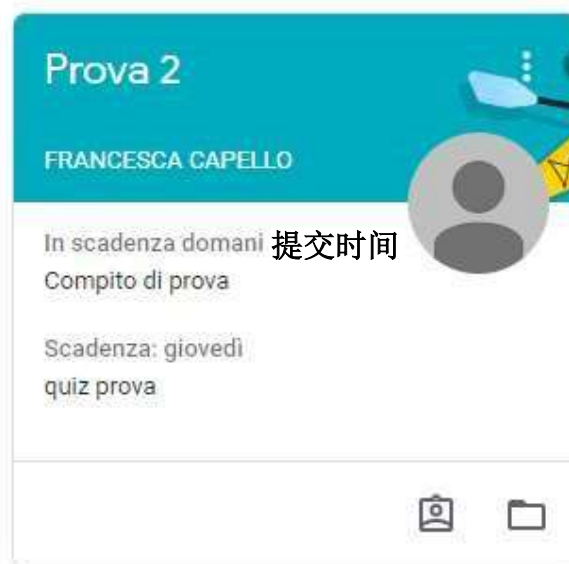 Prova 2
FRANCESCA CAPELLO
In scadenza domani 提交时间
Compito di prova
Scadenza: giovedì
quiz prova